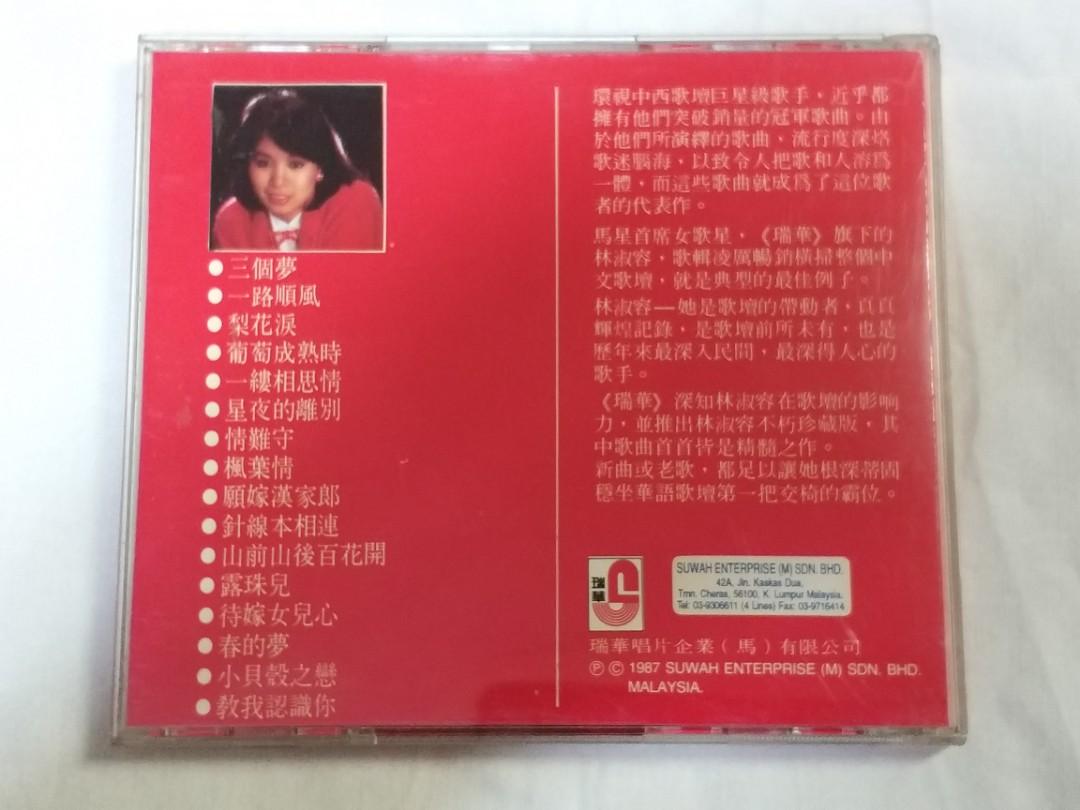 三個夢
一路順風
梨花淚
葡萄成熟時
一縷相思情
星夜的離別
情難守
楓葉情
願嫁漢家郎
針線本相連
山前山後百花開
露珠兒
待嫁女兒心
春的夢
小貝殼之戀
教我認識你
環視中西歌壇巨星級歌手，近乎都
擁有他們突破銷量的冠軍歌曲。由
於他們所演繹的歌曲，流行度深烙
歌迷腦海，以致令人把歌和人溶爲
一體，而這些歌曲就成爲了這位歌
者的代表作。
馬星首席女歌星，《瑞華》旗下的
林淑容，歌輯凌厲暢銷橫掃整個中
文歌壇，就是典型的最佳例子。
林淑容—她是歌壇的帶動者，頁頁
輝煌記錄，是歌壇前所未有，也是
歷年來最深入民間，最深得人心的
歌手。
《瑞華》深知林淑容在歌壇的影响
力，並推出林淑容不朽珍藏版，其
中歌曲首首皆是精髓之作。
新曲或老歌，都足以讓她根深蒂固
穩坐華語歌壇第一把交椅的霸位。
瑞華
SUWAH ENTERPRISE (M) SDN. BHD.
42A, Jln. Kaskas Dua,
Tmn. Cheras, 56100, K. Lumpur Malaysia.
Tel: 03-9306611 (4 Lines) Fax: 03-9716414
瑞華唱片企業（馬）有限公司
Ⓟ © 1987 SUWAH ENTERPRISE (M) SDN. BHD.
MALAYSIA.